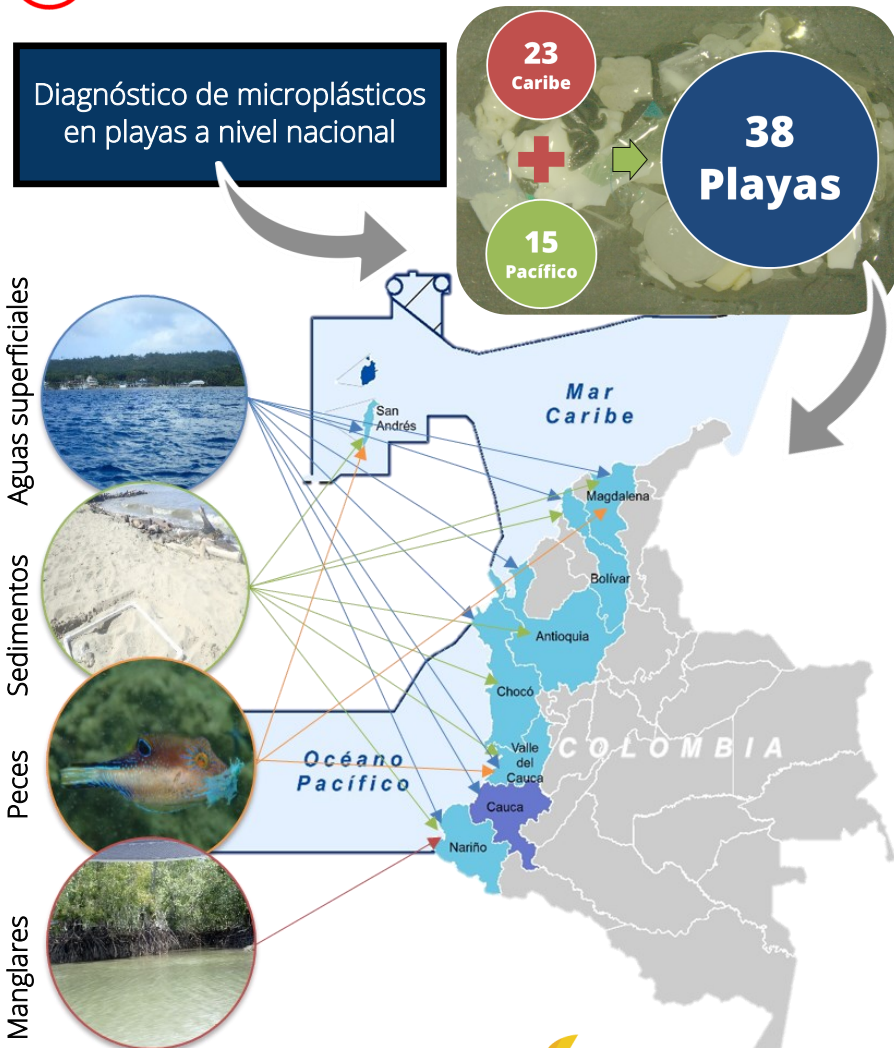 Diagnóstico de microplásticos
en playas a nivel nacional
23
Caribe
38
Playas
15
Pacífico
Aguas superficiales
Sedimentos
Peces
Manglares
San
Andrés
Mar
Caribe
Magdalena
Bolívar
Antioquia
Chocó
Valle
del
Cauca
COLOMBIA
Océano
Pacífico
Cauca
Nariño